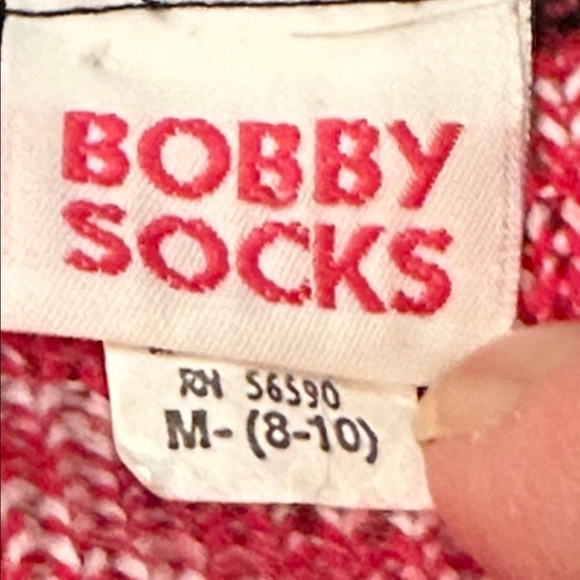 BOBBY
SOCKS
RN 56590
M- (8-10)